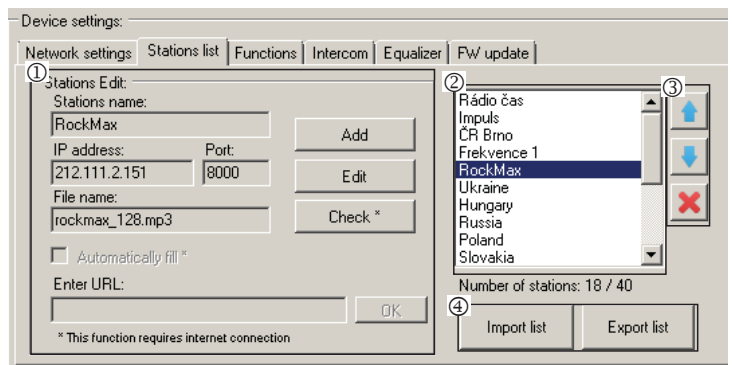 Device settings:
Network settings Stations list Functions Intercom Equalizer FW update
①
Stations Edit:
Stations name:
RockMax
Add
IP address: Port:
212.111.2.151 8000
Edit
File name:
rockmax_128.mp3
Check *
Automatically fill *
Enter URL:
OK
* This function requires internet connection
②
Rádio čas
Impuls
ČR Brno
Frekvence 1
RockMax
Ukraine
Hungary
Russia
Poland
Slovakia
③
Number of stations: 18 / 40
④
Import list Export list